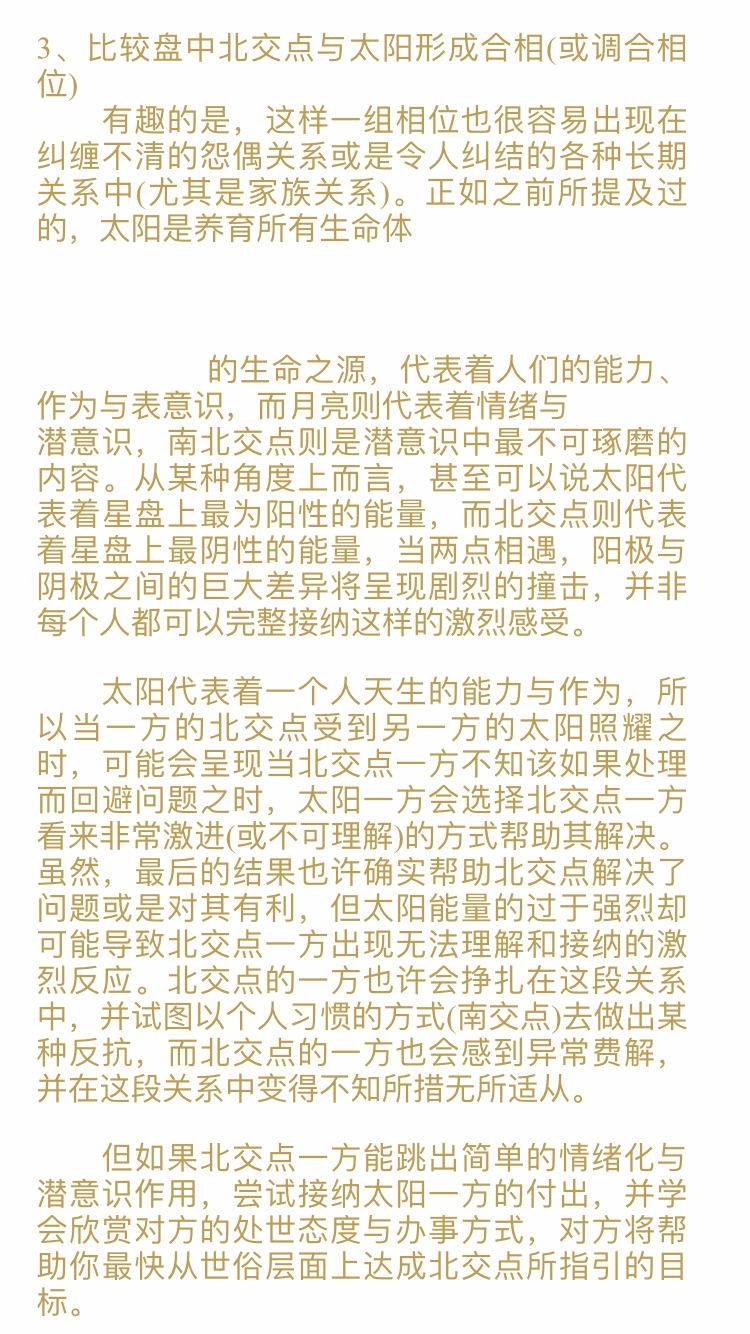 3、比较盘中北交点与太阳形成合相(或调合相
位)
有趣的是，这样一组相位也很容易出现在
纠缠不清的怨偶关系或是令人纠结的各种长期
关系中(尤其是家族关系)。正如之前所提及过
的，太阳是养育所有生命体
的生命之源，代表着人们的能力、
作为与表意识，而月亮则代表着情绪与
潜意识，南北交点则是潜意识中最不可琢磨的
内容。从某种角度上而言，甚至可以说太阳代
表着星盘上最为阳性的能量，而北交点则代表
着星盘上最阴性的能量，当两点相遇，阳极与
阴极之间的巨大差异将呈现剧烈的撞击，并非
每个人都可以完整接纳这样的激烈感受。
太阳代表着一个人天生的能力与作为，所
以当一方的北交点受到另一方的太阳照耀之
时，可能会呈现当北交点一方不知该如果处理
而回避问题之时，太阳一方会选择北交点一方
看来非常激进(或不可理解)的方式帮助其解决。
虽然，最后的结果也许确实帮助北交点解决了
问题或是对其有利，但太阳能量的过于强烈却
可能导致北交点一方出现无法理解和接纳的激
烈反应。北交点的一方也许会挣扎在这段关系
中，并试图以个人习惯的方式(南交点)去做出某
种反抗，而北交点的一方也会感到异常费解，
并在这段关系中变得不知所措无所适从。
但如果北交点一方能跳出简单的情绪化与
潜意识作用，尝试接纳太阳一方的付出，并学
会欣赏对方的处世态度与办事方式，对方将帮
助你最快从世俗层面上达成北交点所指引的目
标。